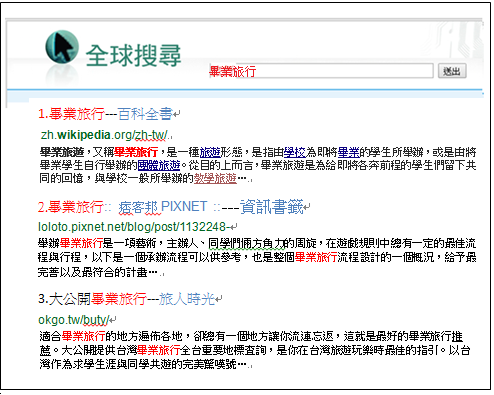 全球搜尋
畢業旅行 送出
1.畢業旅行---百科全書
zh.wikipedia.org/zh-tw/
畢業旅遊，又稱畢業旅行，是一種旅遊形態，是指由學校為即將畢業的學生所舉辦，或是由將
畢業學生自行舉辦的團體旅遊。從目的上而言，畢業旅遊是為給即將各奔前程的學生們留下共
同的回憶，與學校一般所舉辦的教學旅遊…
2.畢業旅行:: 痞客邦 PIXNET ::---資訊書籤
loloto.pixnet.net/blog/post/1132248
舉辦畢業旅行是一項藝術，主辦人、同學們倆方角力的周旋，在遊戲規則中總有一定的最佳流
程與行程，以下是一個承辦流程可以供參考，也是整個畢業旅行流程設計的一個概況，給予最
完善以及最符合的計畫…
3.大公開畢業旅行---旅人時光
okgo.tw/buty/
適合畢業旅行的地方遍佈各地，卻總有一個地方讓你流連忘返，這就是最好的畢業旅行推
薦。大公開提供台灣畢業旅行全台重要地標查詢，是你在台灣旅遊玩樂時最佳的指引。以台
灣作為求學生涯與同學共遊的完美驚嘆號…